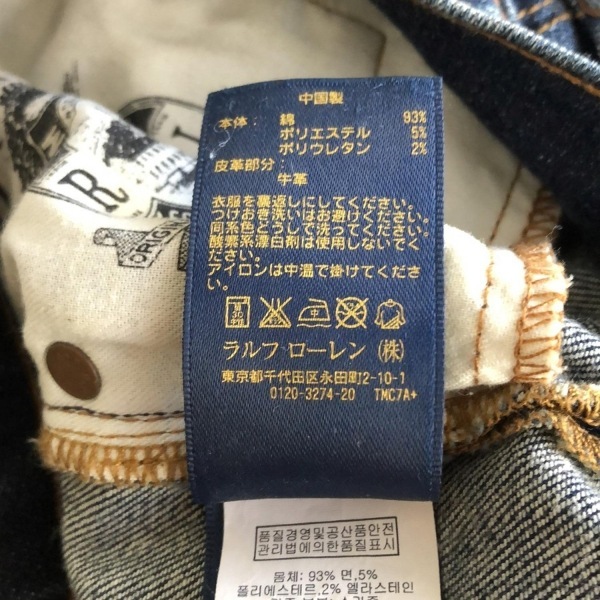 中国製
本体: 綿 93%
ポリエステル 5%
ポリウレタン 2%
皮革部分:
牛革
衣服を裏返しにしてください。
つけおき洗いはお避けください。
同系色どうしで洗ってください。
酸素系漂白剤は使用しないでく
ださい。
アイロンは中温で掛けてくださ
い。
中
ラルフ ローレン (株)
東京都千代田区永田町2-10-1
0120-3274-20 TMC7A+
품질경영및공산품안전
관리법에의한품질표시
몸체: 93% 면,5%
폴리에스테르,2% 엘라스테인
R
ORIGIN